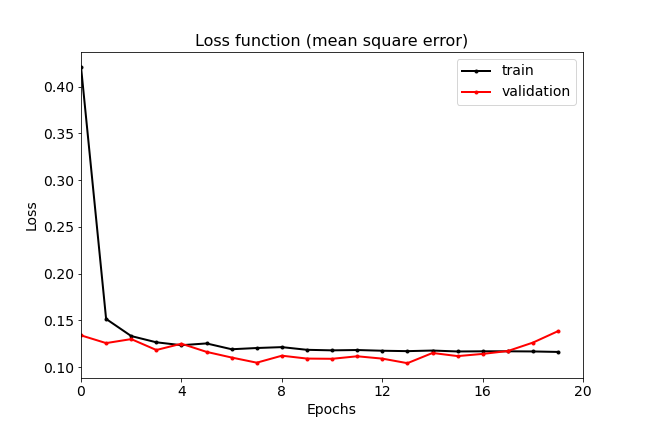 Loss function (mean square error)
train
validation
0.40
0.35
0.30
0.25
0.20
0.15
0.10
Loss
0 4 8 12 16 20
Epochs